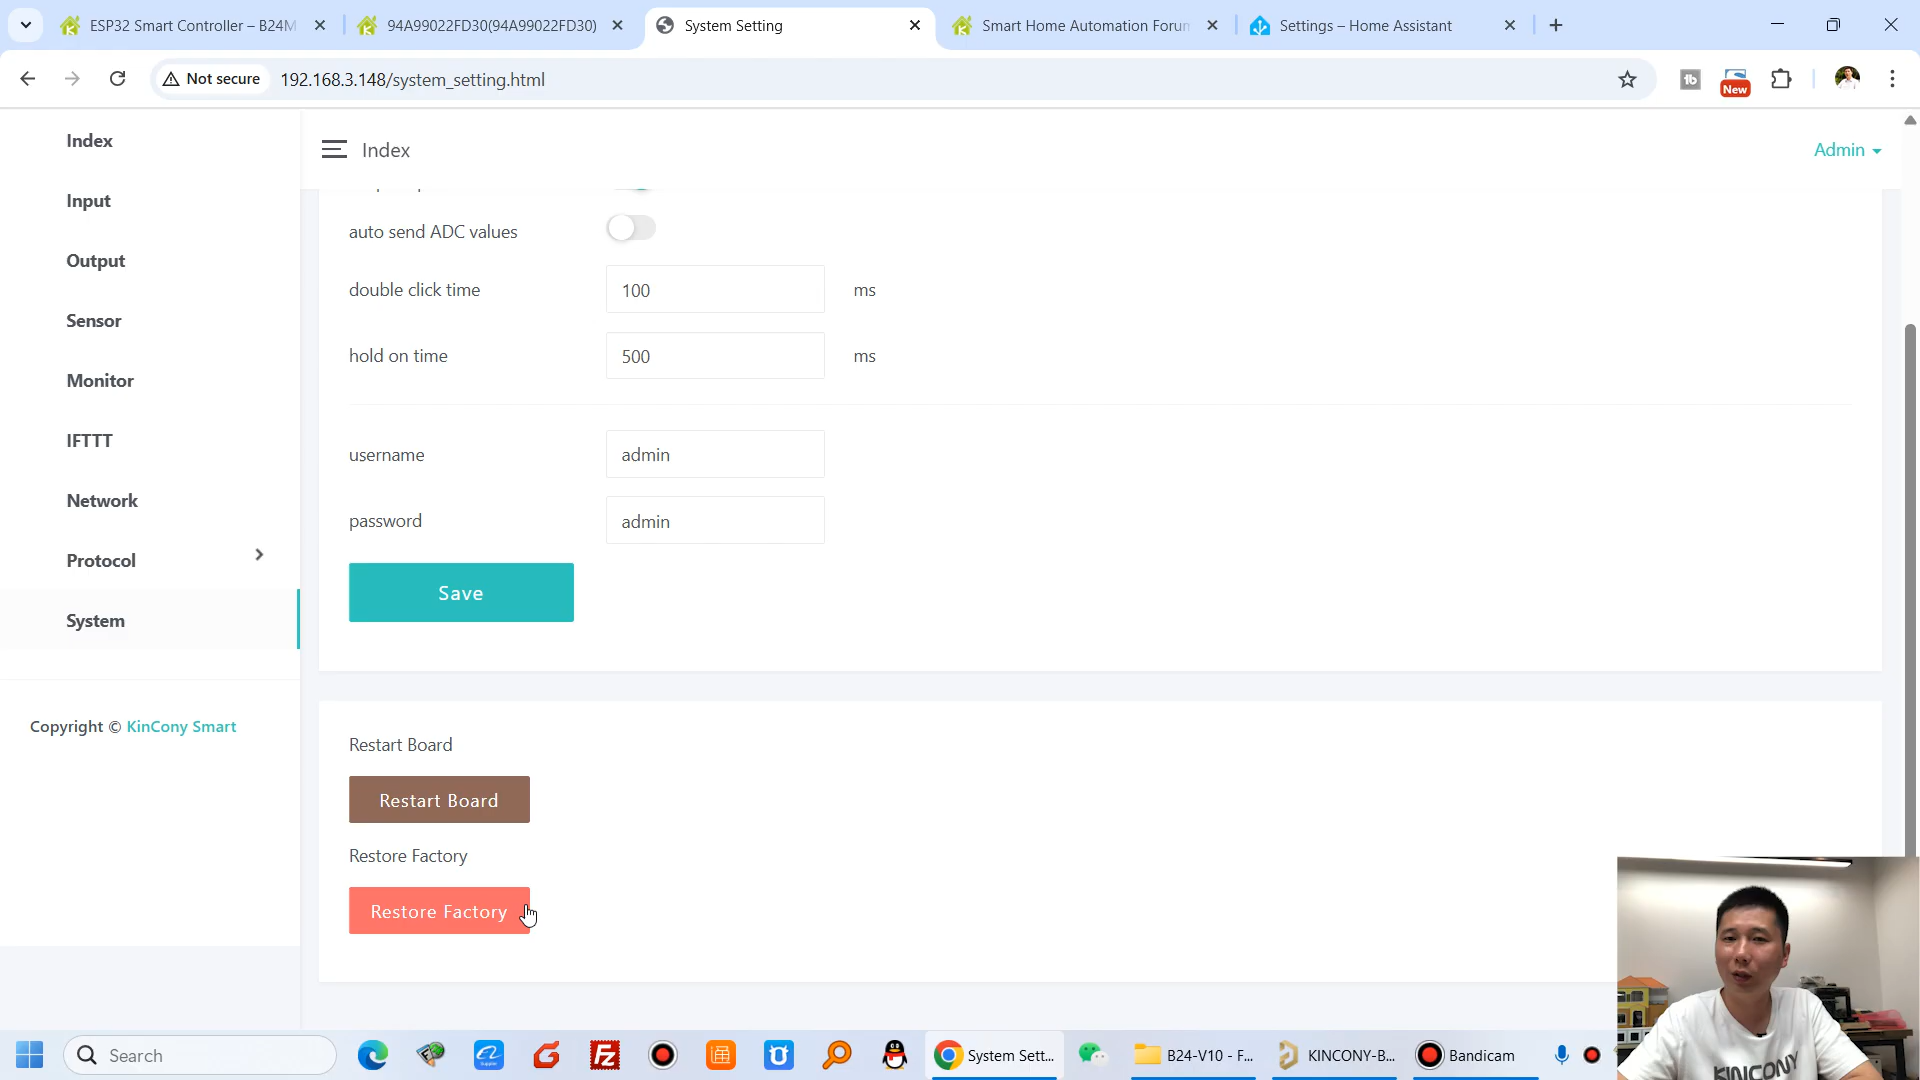 ESP32 Smart Controller – B24M
94A99022FD30(94A99022FD30)
System Setting
Smart Home Automation Forun
Settings – Home Assistant
Not secure
192.168.3.148/system_setting.html
New
Index
Input
Output
Sensor
Monitor
IFTTT
Network
Protocol
System
Copyright © KinCony Smart
Index
Admin
auto send ADC values
double click time
100
ms
hold on time
500
ms
username
admin
password
admin
Save
Restart Board
Restart Board
Restore Factory
Restore Factory
KINCONY
Search
System Sett...
B24-V10 - F...
KINCONY-B...
Bandicam